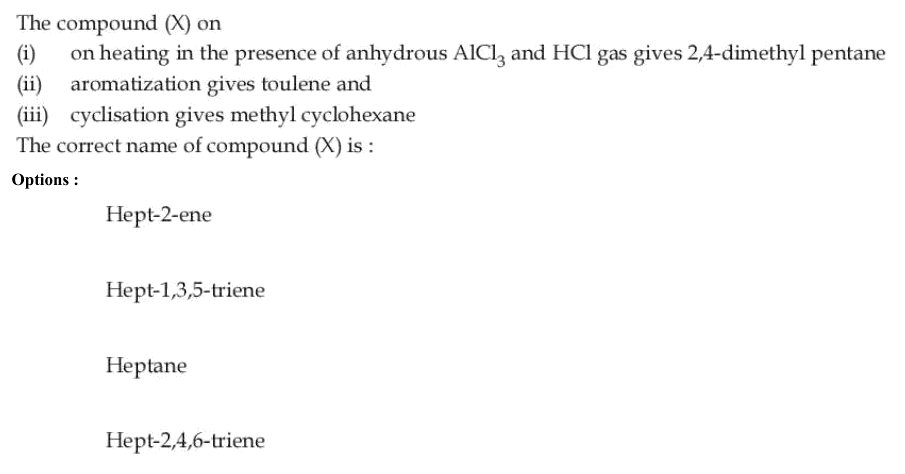 The compound (X) on
(i) on heating in the presence of anhydrous AlCl₃ and HCl gas gives 2,4-dimethyl pentane
(ii) aromatization gives toulene and
(iii) cyclisation gives methyl cyclohexane
The correct name of compound (X) is :
Options :
Hept-2-ene
Hept-1,3,5-triene
Heptane
Hept-2,4,6-triene